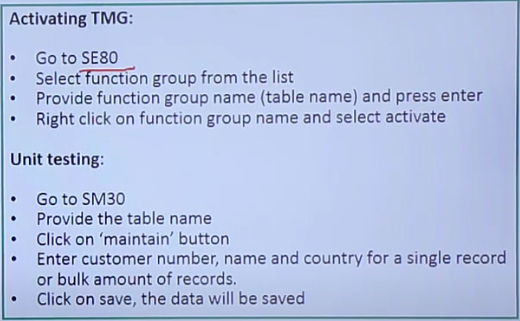 Activating TMG:
• Go to SE80
• Select function group from the list
• Provide function group name (table name) and press enter
• Right click on function group name and select activate
Unit testing:
• Go to SM30
• Provide the table name
• Click on ‘maintain’ button
• Enter customer number, name and country for a single record
or bulk amount of records.
• Click on save, the data will be saved